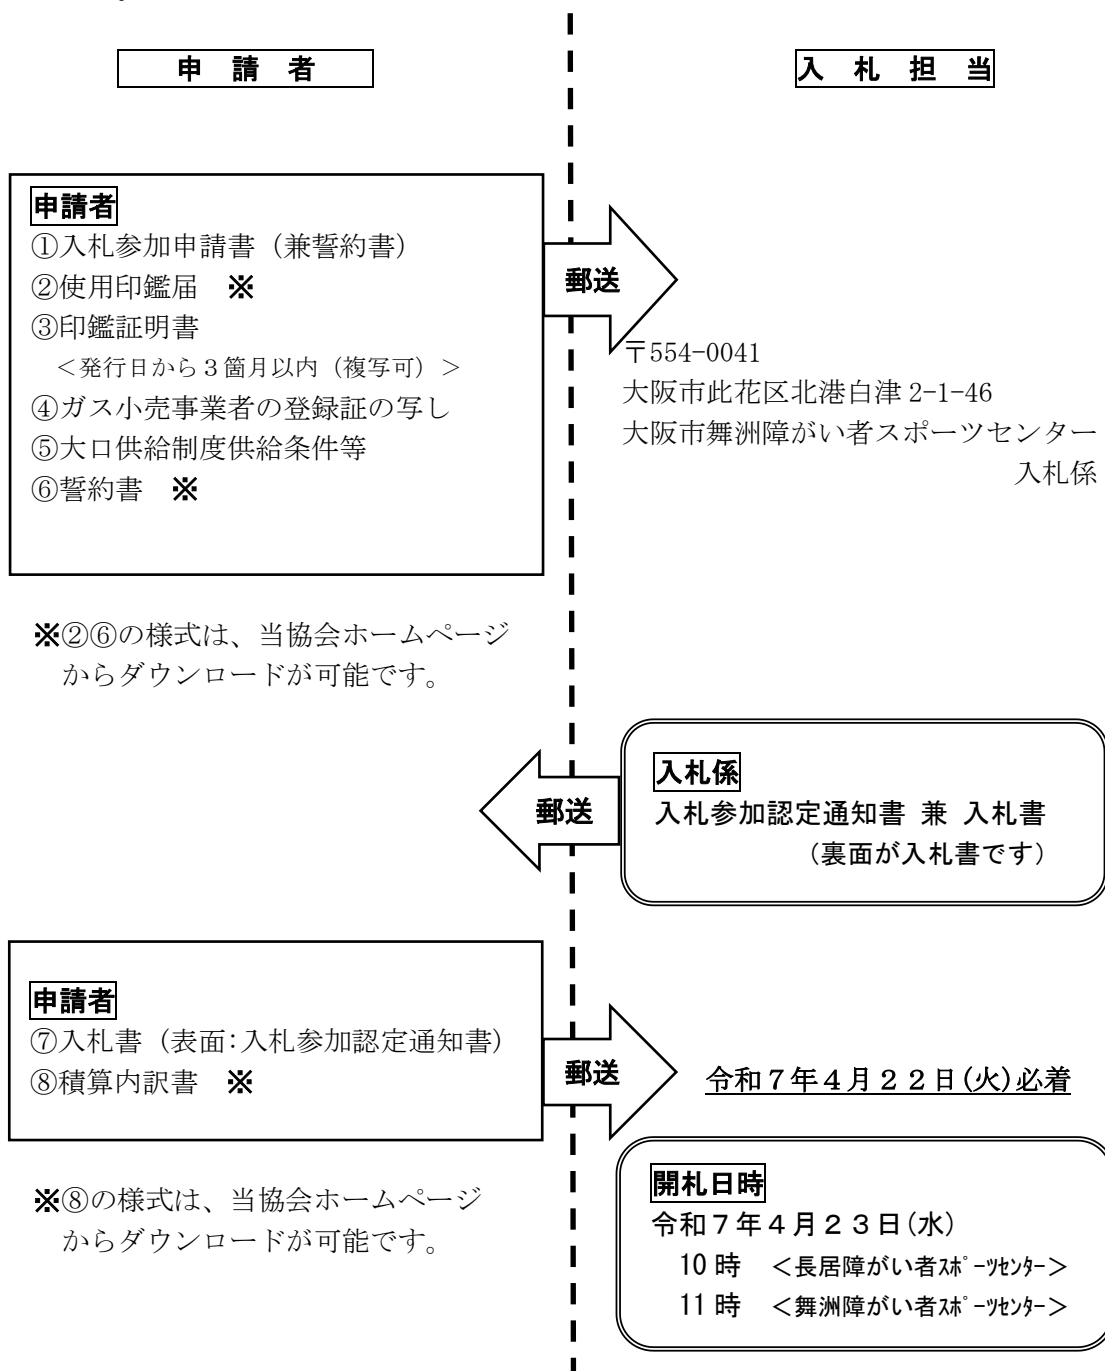 申 請 者
入 札 担 当
申請者
①入札参加申請書（兼誓約書）
②使用印鑑届 ※
③印鑑証明書
＜発行日から３箇月以内（複写可）＞
④ガス小売事業者の登録証の写し
⑤大口供給制度供給条件等
⑥誓約書 ※
郵送
〒554-0041
大阪市此花区北港白津 2-1-46
大阪市舞洲障がい者スポーツセンター
入札係
※②⑥の様式は、当協会ホームページ
からダウンロードが可能です。
郵送
入札係
入札参加認定通知書 兼 入札書
（裏面が入札書です）
申請者
⑦入札書（表面：入札参加認定通知書）
⑧積算内訳書 ※
郵送
令和７年４月２２日(火)必着
※⑧の様式は、当協会ホームページ
からダウンロードが可能です。
開札日時
令和７年４月２３日(水)
10 時 ＜長居障がい者ｽﾎﾟｰﾂｾﾝﾀｰ＞
11 時 ＜舞洲障がい者ｽﾎﾟｰﾂｾﾝﾀｰ＞